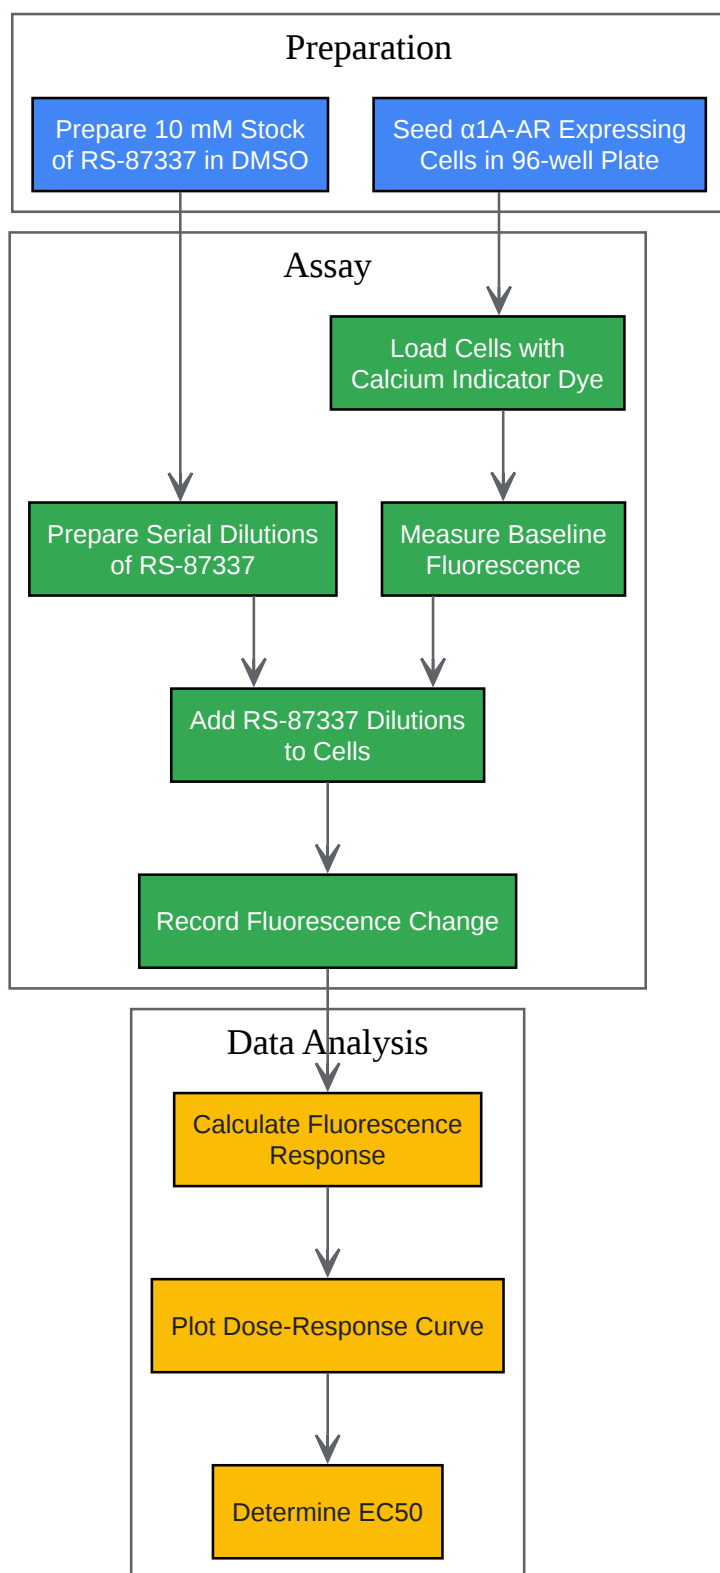 Preparation
Prepare 10 mM Stock
of RS-87337 in DMSO
Seed α1A-AR Expressing
Cells in 96-well Plate
Assay
Load Cells with
Calcium Indicator Dye
Prepare Serial Dilutions
of RS-87337
Measure Baseline
Fluorescence
Add RS-87337 Dilutions
to Cells
Record Fluorescence Change
Data Analysis
Calculate Fluorescence
Response
Plot Dose-Response Curve
Determine EC50